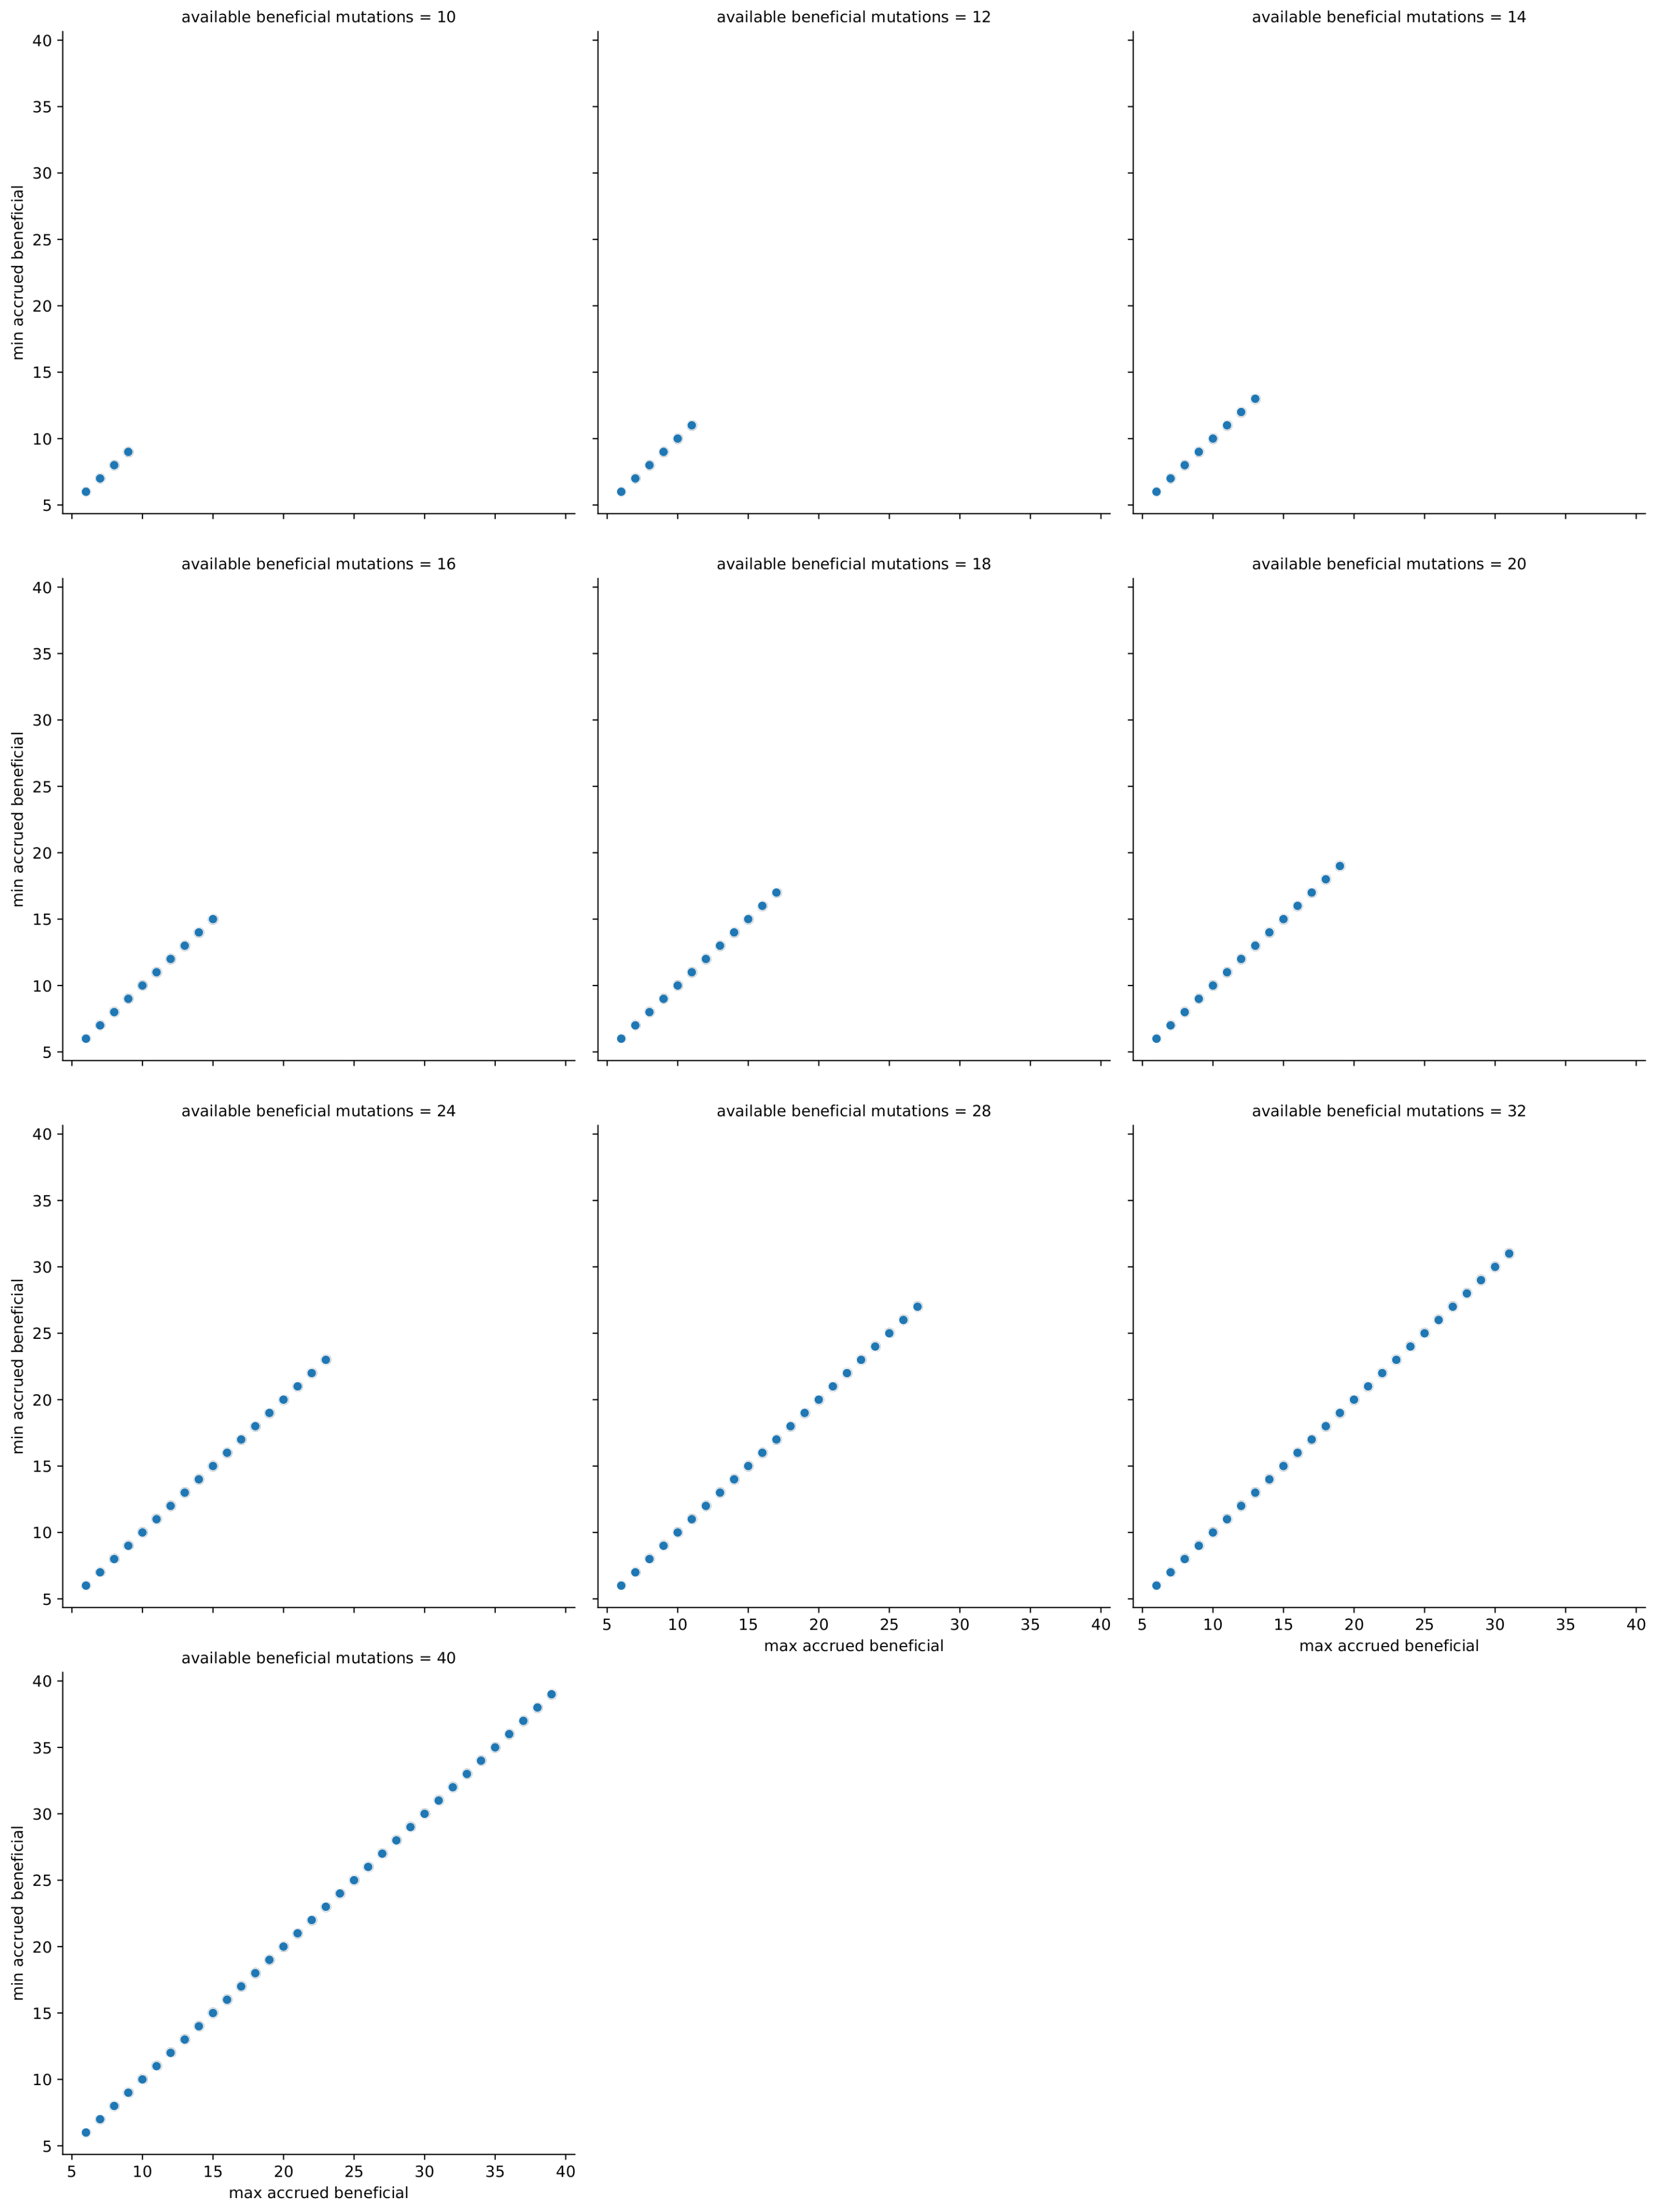 available beneficial mutations = 10
available beneficial mutations = 12
available beneficial mutations = 14
40
35
30
25
20
15
10
5
min accrued beneficial
available beneficial mutations = 16
available beneficial mutations = 18
available beneficial mutations = 20
40
35
30
25
20
15
10
5
min accrued beneficial
available beneficial mutations = 24
available beneficial mutations = 28
available beneficial mutations = 32
40
35
30
25
20
15
10
5
min accrued beneficial
5 10 15 20 25 30 35 40
max accrued beneficial
5 10 15 20 25 30 35 40
max accrued beneficial
available beneficial mutations = 40
40
35
30
25
20
15
10
5
min accrued beneficial
5 10 15 20 25 30 35 40
max accrued beneficial